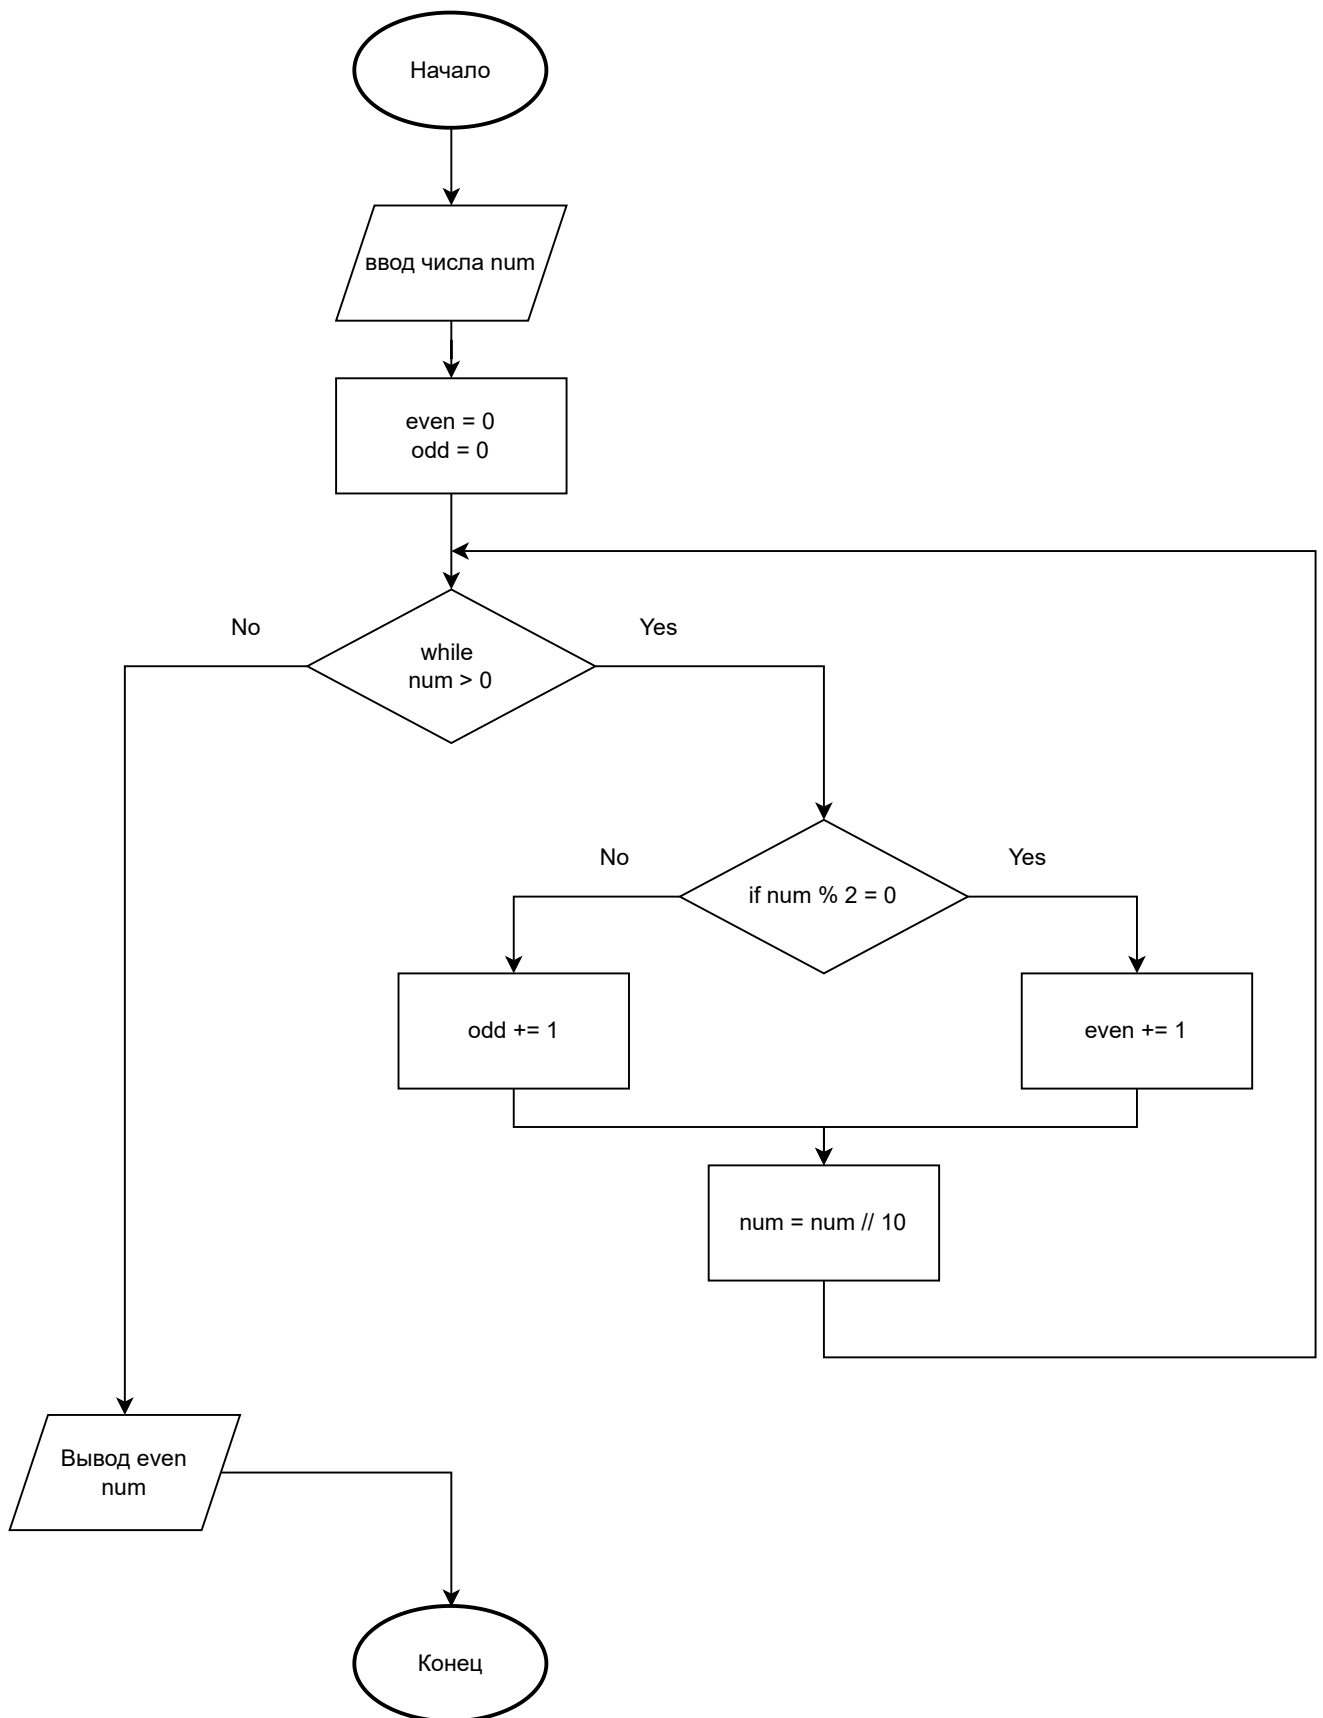 Начало
ввод числа num
even = 0
odd = 0
No
Yes
while
num > 0
No
Yes
if num % 2 = 0
odd += 1
even += 1
num = num // 10
Вывод even
num
Конец